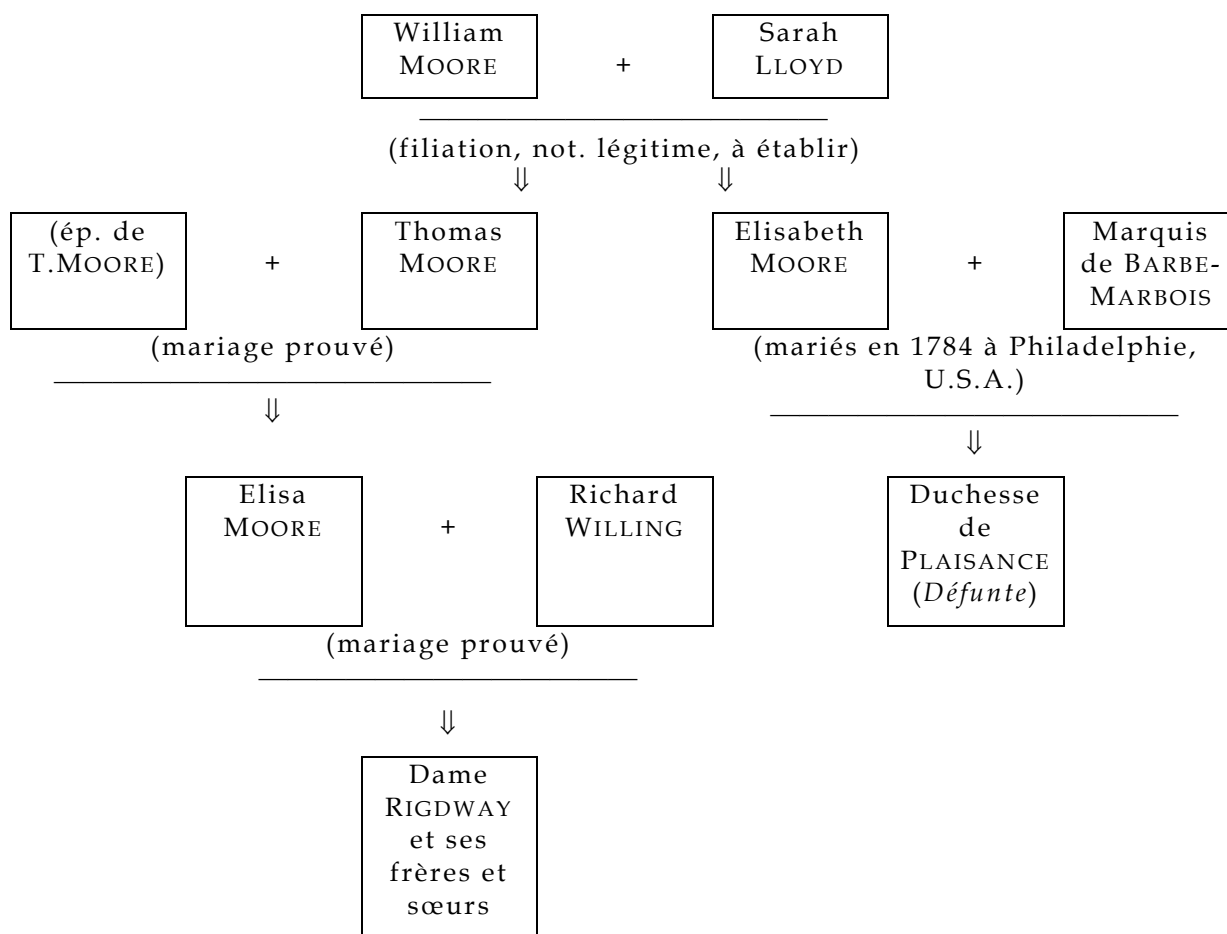 William
MOORE
+
Sarah
LLOYD
(filiation, not. légitime, à établir)
⇓ ⇓
(ép. de
T.MOORE)
+
Thomas
MOORE
Elisabeth
MOORE
+
Marquis
de BARBE-
MARBOIS
(mariage prouvé)
(mariés en 1784 à Philadelphie,
U.S.A.)
⇓
⇓
Elisa
MOORE
+
Richard
WILLING
Duchesse
de
PLAISANCE
(Défunte)
(mariage prouvé)
⇓
Dame
RIGDWAY
et ses
frères et
sœurs